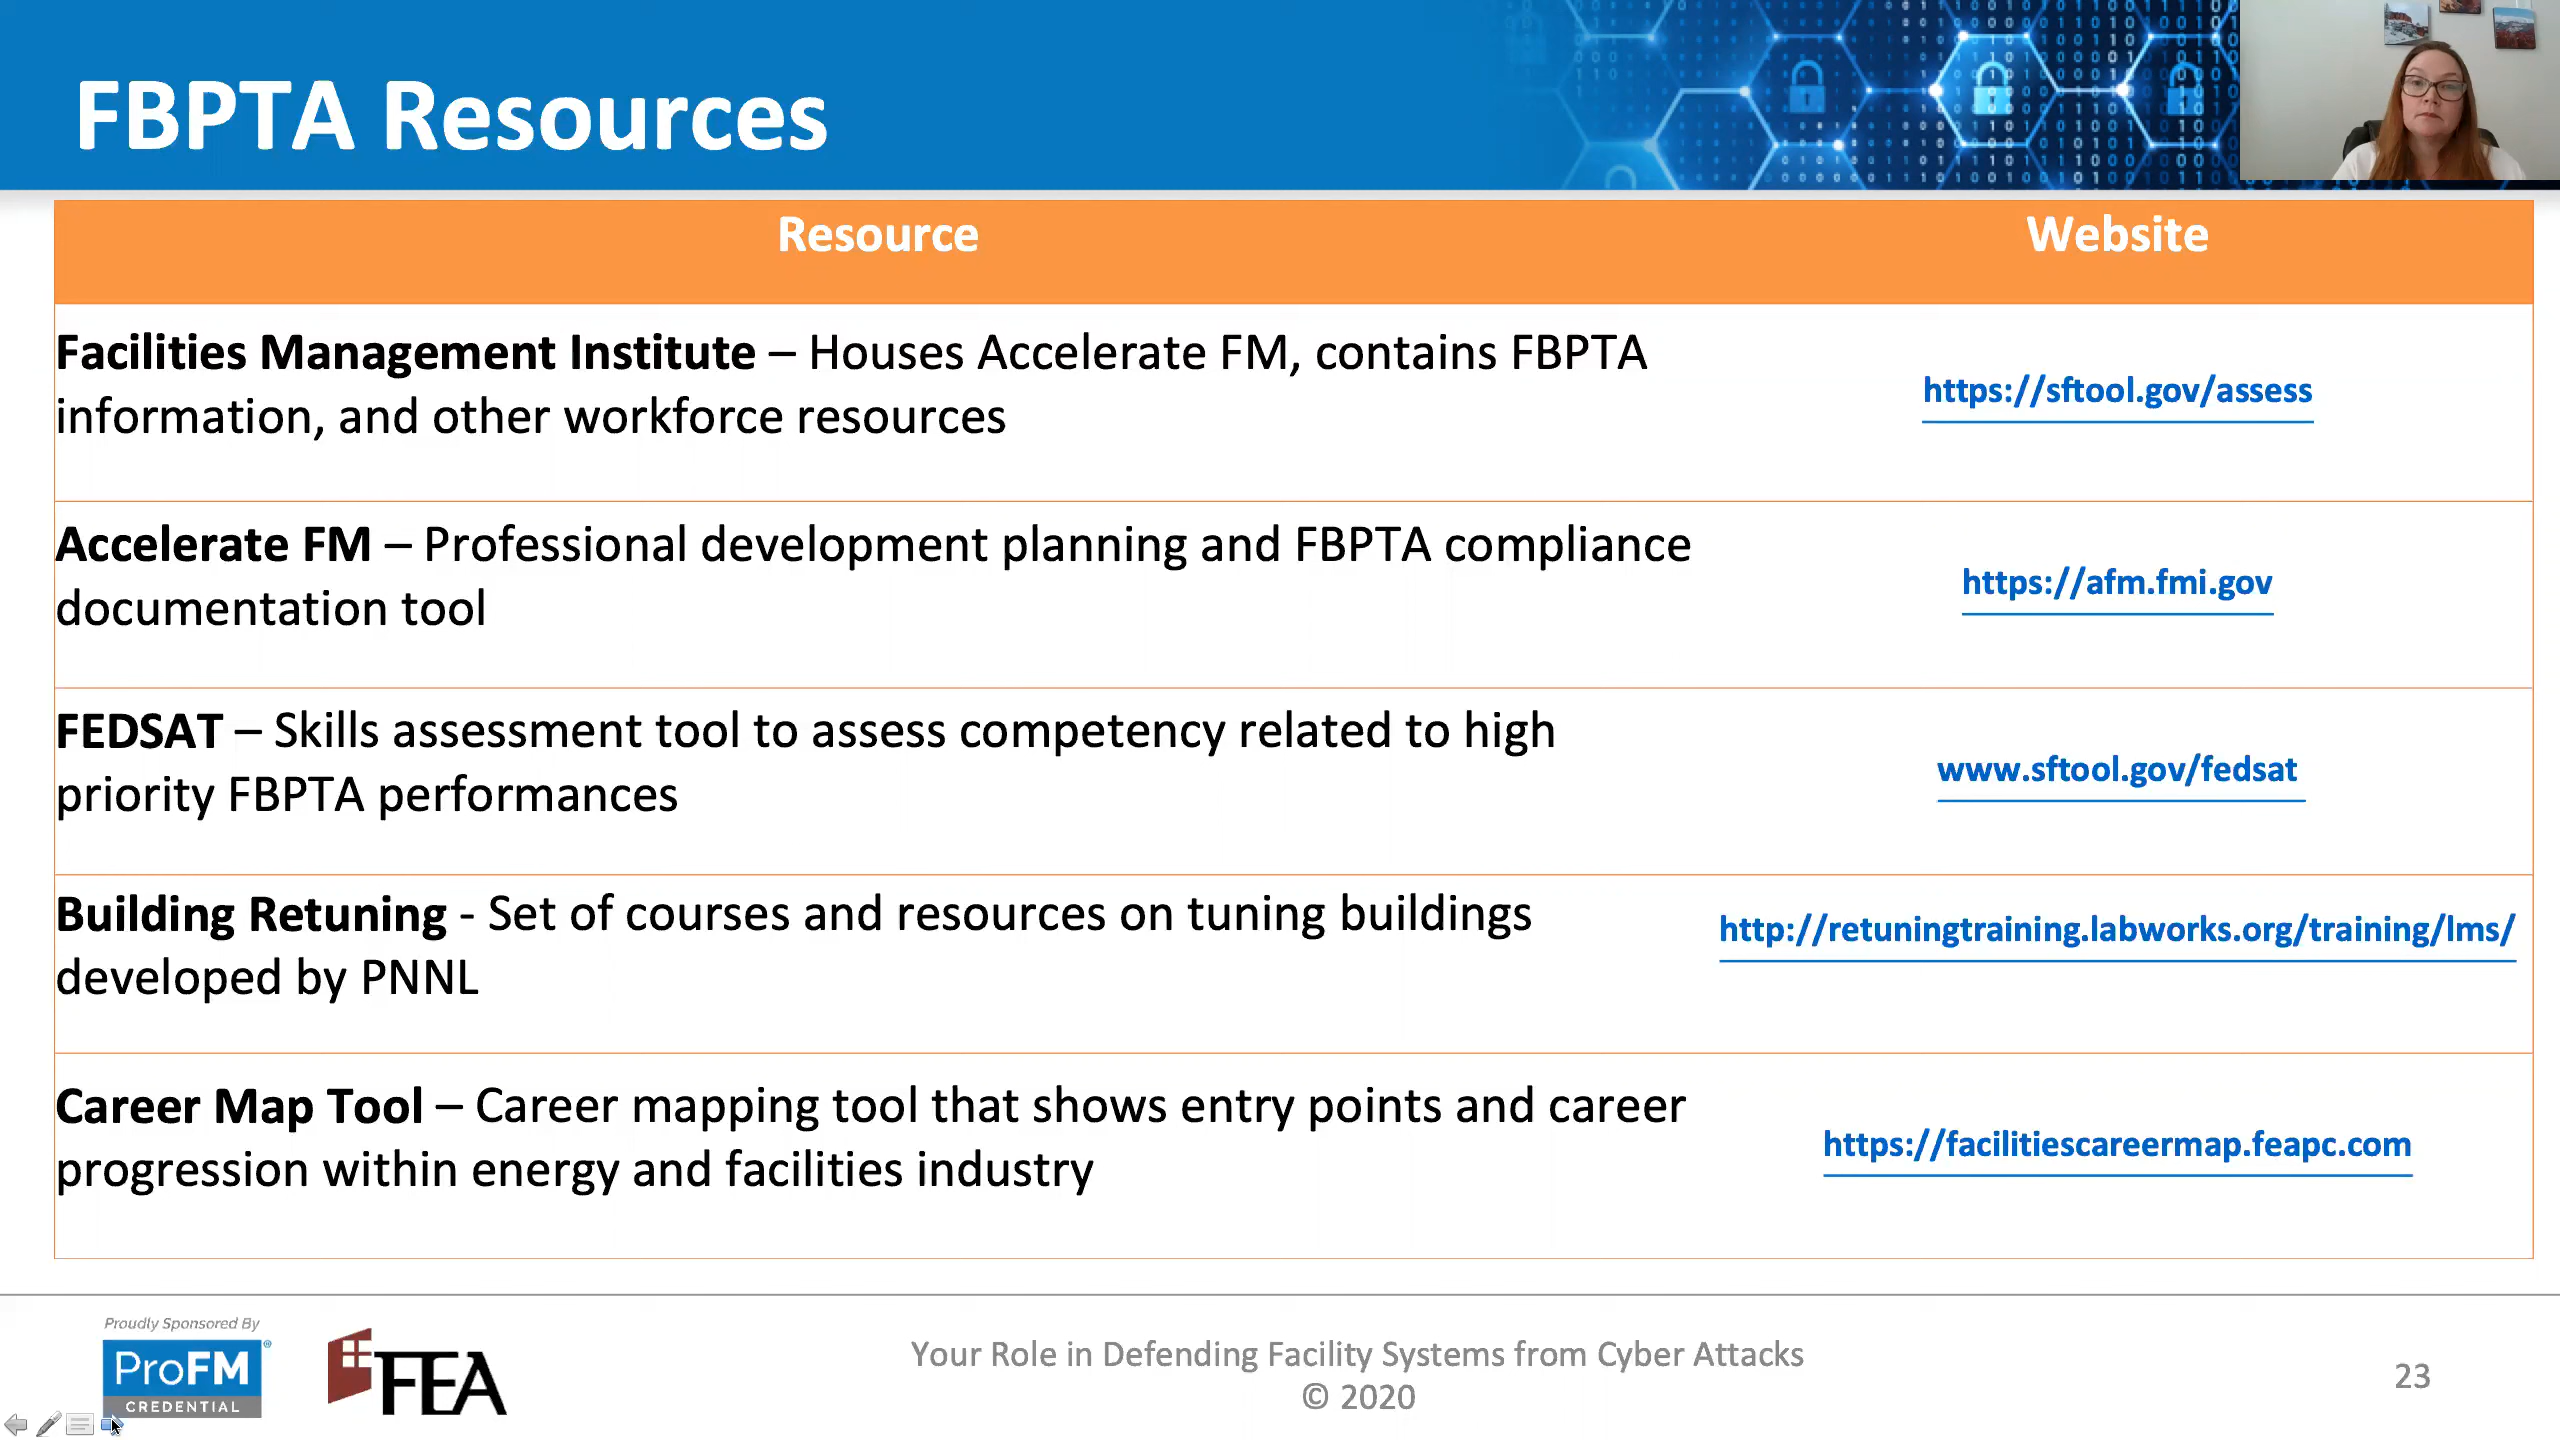 FBPTA Resources
Resource
Website
Facilities Management Institute – Houses Accelerate FM, contains FBPTA
information, and other workforce resources
https://sftool.gov/assess
Accelerate FM – Professional development planning and FBPTA compliance
documentation tool
https://afm.fmi.gov
FEDSAT – Skills assessment tool to assess competency related to high
priority FBPTA performances
www.sftool.gov/fedsat
Building Retuning - Set of courses and resources on tuning buildings
developed by PNNL
http://retuningtraining.labworks.org/training/lms/
Career Map Tool – Career mapping tool that shows entry points and career
progression within energy and facilities industry
https://facilitiescareermap.feapc.com
Proudly Sponsored By
ProFM®
CREDENTIAL
FEA
Your Role in Defending Facility Systems from Cyber Attacks
© 2020
23